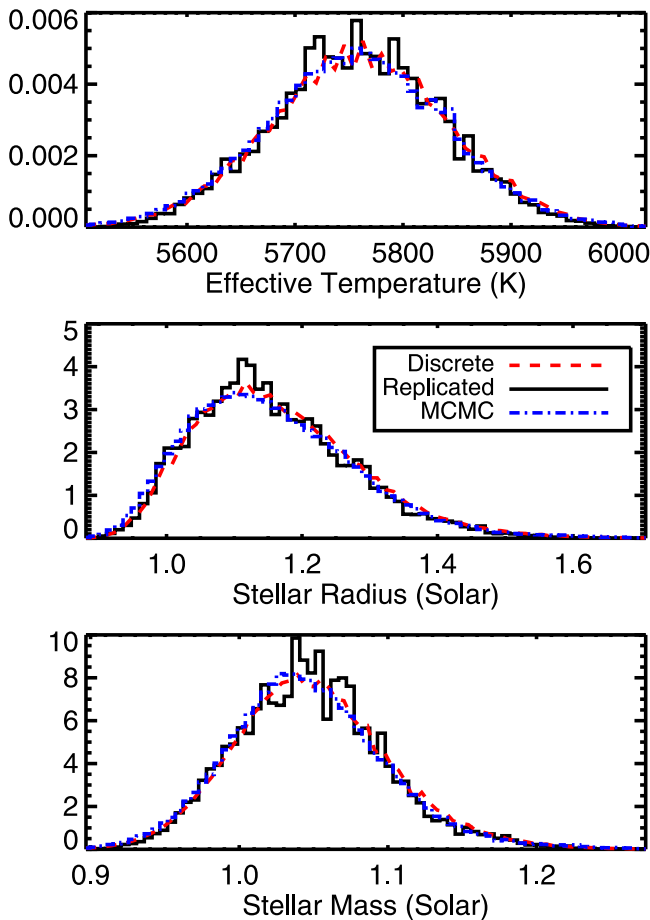 0.006
0.004
0.002
0.000
5600 5700 5800 5900 6000
Effective Temperature (K)
5
4
3
2
1
0
Discrete
Replicated
MCMC
1.0 1.2 1.4 1.6
Stellar Radius (Solar)
10
8
6
4
2
0
0.9 1.0 1.1 1.2
Stellar Mass (Solar)